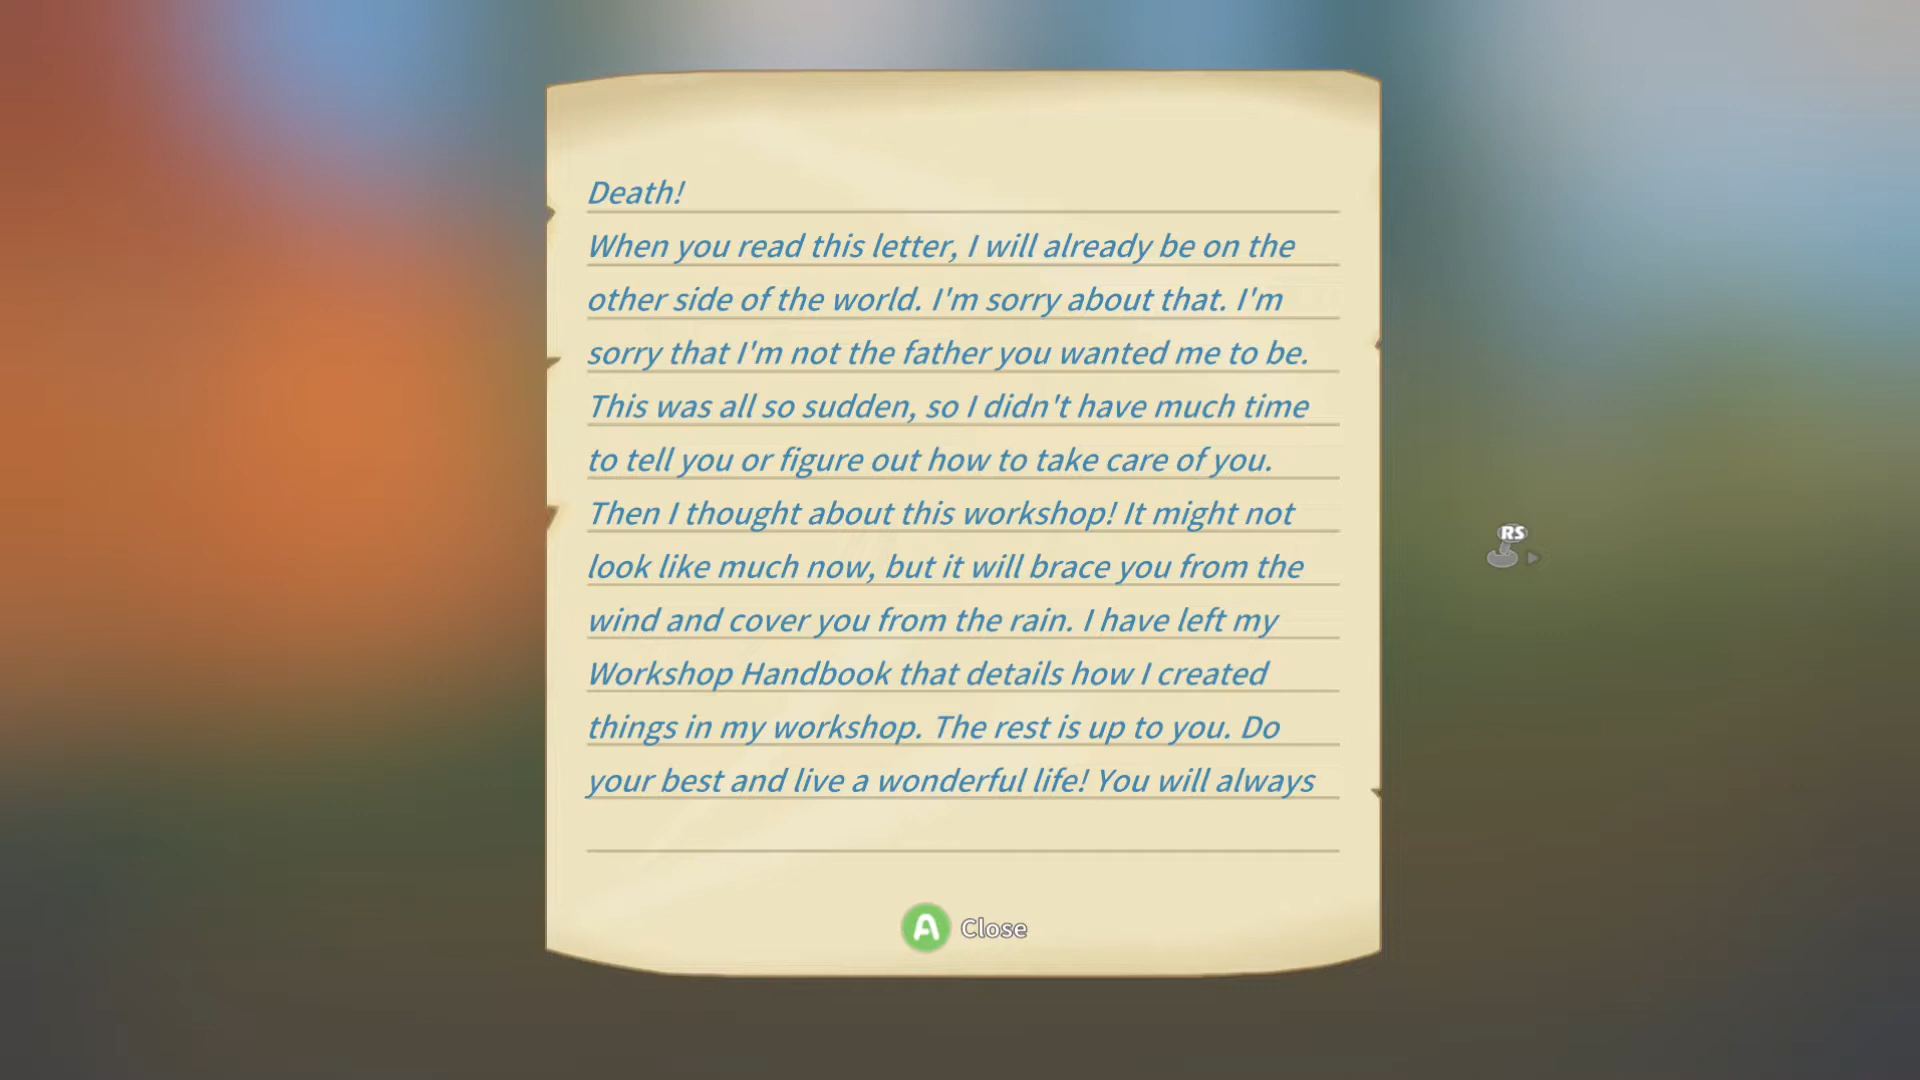 Death!
When you read this letter, I will already be on the
other side of the world. I'm sorry about that. I'm
sorry that I'm not the father you wanted me to be.
This was all so sudden, so I didn't have much time
to tell you or figure out how to take care of you.
Then I thought about this workshop! It might not
look like much now, but it will brace you from the
wind and cover you from the rain. I have left my
Workshop Handbook that details how I created
things in my workshop. The rest is up to you. Do
your best and live a wonderful life! You will always
RS
A Close